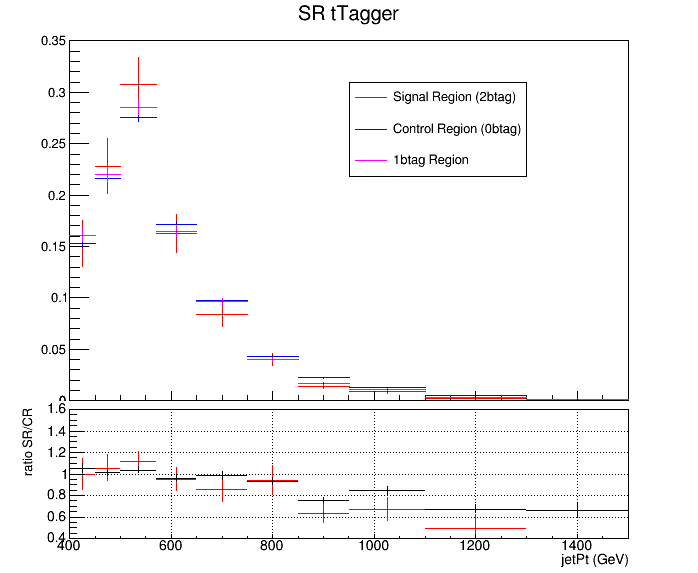 SR tTagger
0.35
0.3
0.25
0.2
0.15
0.1
0.05
0
Signal Region (2btag)
Control Region (0btag)
1btag Region
1.6
1.4
1.2
1
0.8
0.6
0.4
ratio SR/CR
400 600 800 1000 1200 1400
jetPt (GeV)